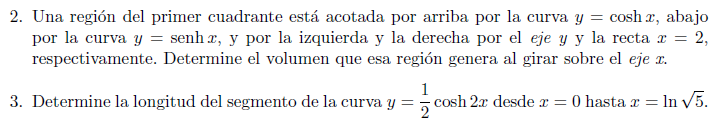 2. Una región del primer cuadrante está acotada por arriba por la curva y = cosh x, abajo
por la curva y = senh x, y por la izquierda y la derecha por el eje y y la recta x = 2,
respectivamente. Determine el volumen que esa región genera al girar sobre el eje x.
3. Determine la longitud del segmento de la curva y = \frac{1}{2} cosh 2x desde x = 0 hasta x = ln √5.